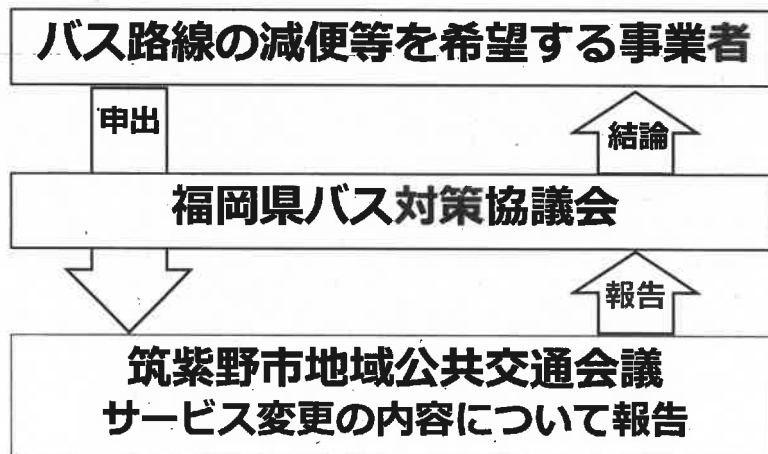 バス路線の減便等を希望する事業者
申出
結論
福岡県バス対策協議会
報告
筑紫野市地域公共交通会議
サービス変更の内容について報告